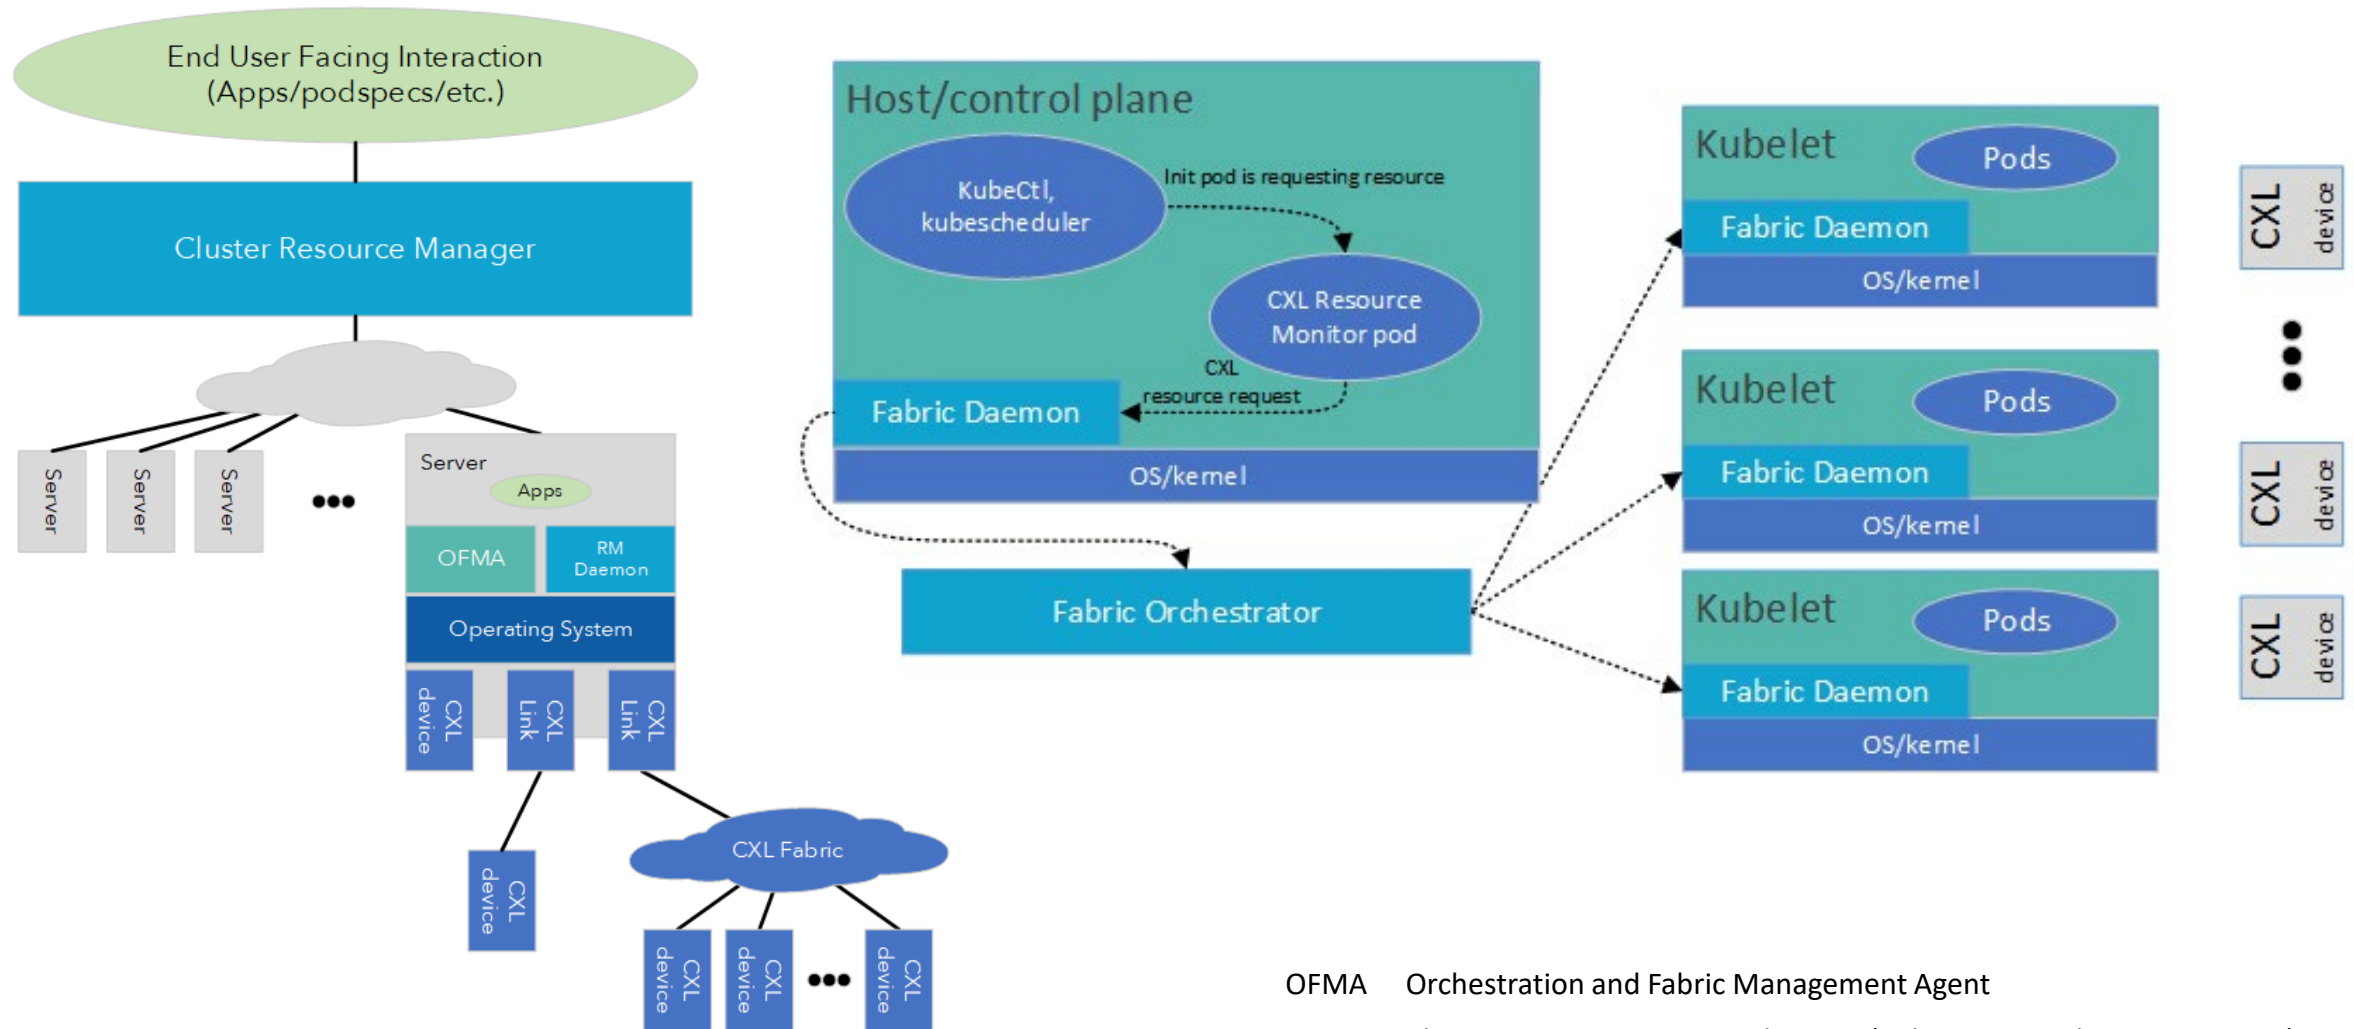 End User Facing Interaction
(Apps/podspecs/etc.)
Cluster Resource Manager
Server
Server
Server
Server
Apps
OFMA
RM
Daemon
Operating System
CXL
device
CXL
Link
CXL
Link
CXL
device
CXL Fabric
CXL
device
CXL
device
CXL
device
Host/control plane
KubeCtl,
kubescheduler
Init pod is requesting resource
CXL Resource
Monitor pod
CXL
resource request
Fabric Daemon
OS/kernel
Fabric Orchestrator
Kubelet
Pods
Fabric Daemon
OS/kernel
Kubelet
Pods
Fabric Daemon
OS/kernel
Kubelet
Pods
Fabric Daemon
OS/kernel
CXL
device
CXL
device
CXL
device
OFMA Orchestration and Fabric Management Agent